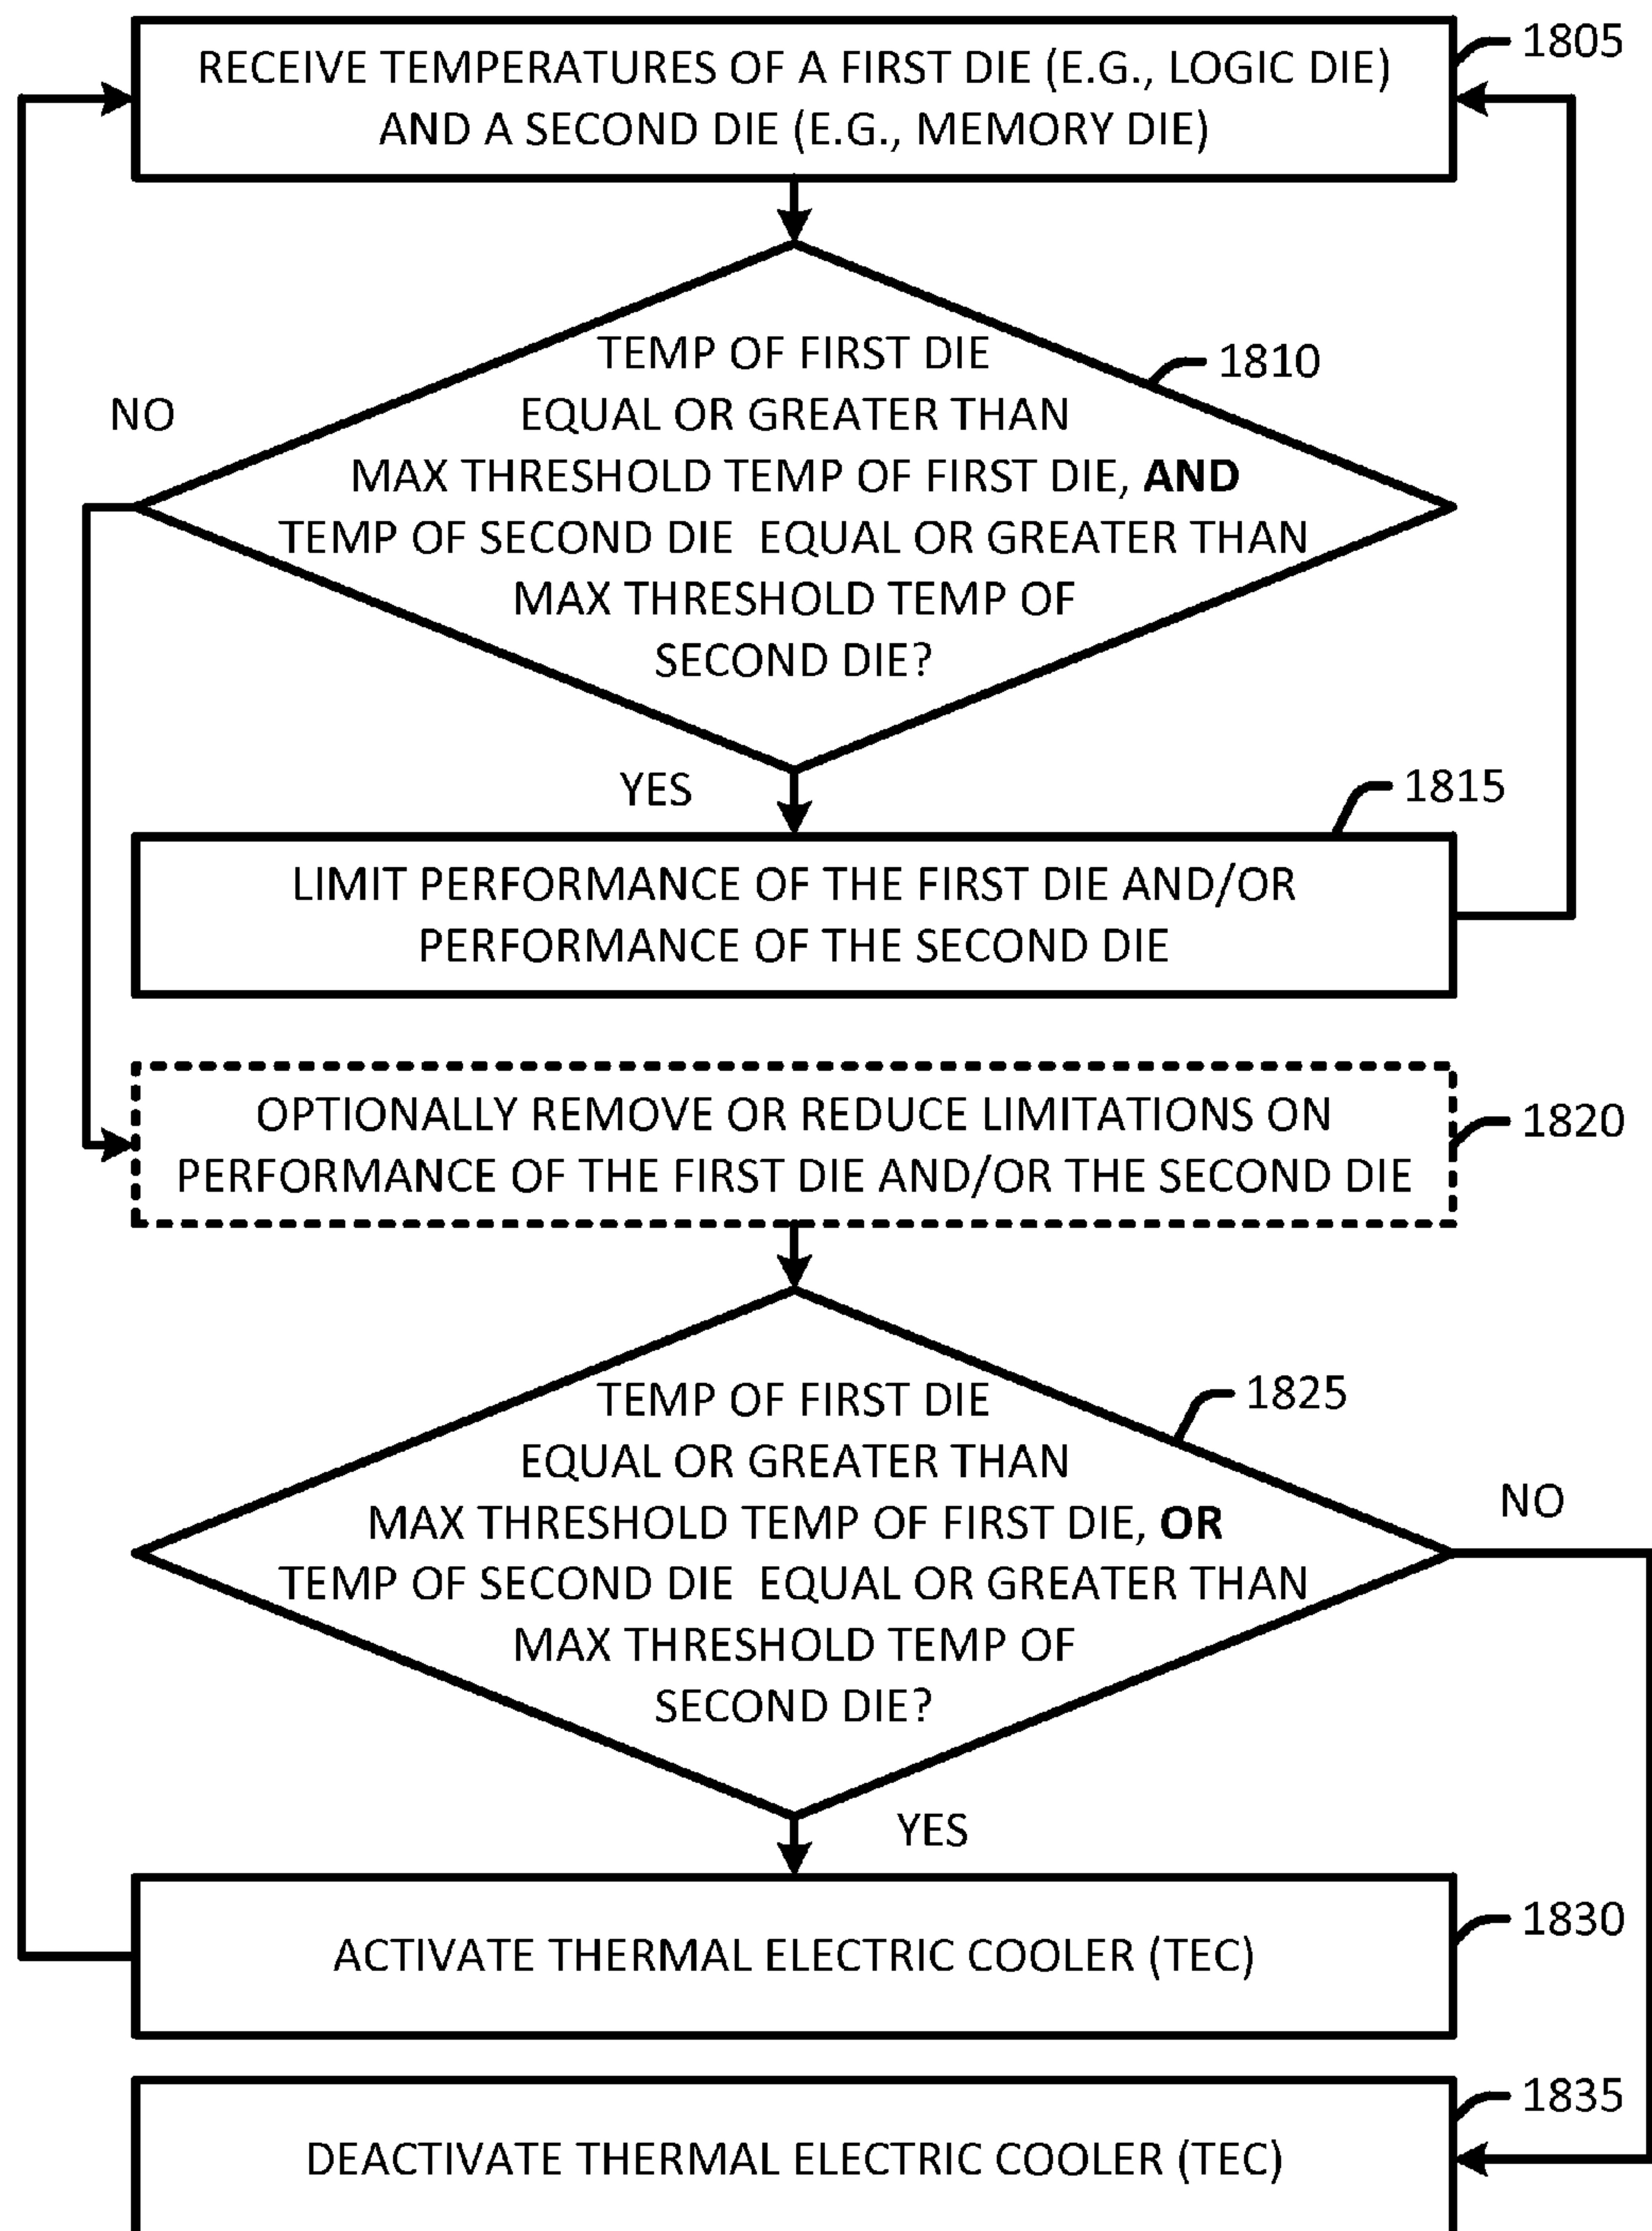 RECEIVE TEMPERATURES OF A FIRST DIE (E.G., LOGIC DIE)
AND A SECOND DIE (E.G., MEMORY DIE)
1805
TEMP OF FIRST DIE
EQUAL OR GREATER THAN
MAX THRESHOLD TEMP OF FIRST DIE, AND
TEMP OF SECOND DIE EQUAL OR GREATER THAN
MAX THRESHOLD TEMP OF
SECOND DIE?
1810
NO
YES
1815
LIMIT PERFORMANCE OF THE FIRST DIE AND/OR
PERFORMANCE OF THE SECOND DIE
OPTIONALLY REMOVE OR REDUCE LIMITATIONS ON
PERFORMANCE OF THE FIRST DIE AND/OR THE SECOND DIE
1820
TEMP OF FIRST DIE
EQUAL OR GREATER THAN
MAX THRESHOLD TEMP OF FIRST DIE, OR
TEMP OF SECOND DIE EQUAL OR GREATER THAN
MAX THRESHOLD TEMP OF
SECOND DIE?
1825
NO
YES
ACTIVATE THERMAL ELECTRIC COOLER (TEC)
1830
DEACTIVATE THERMAL ELECTRIC COOLER (TEC)
1835